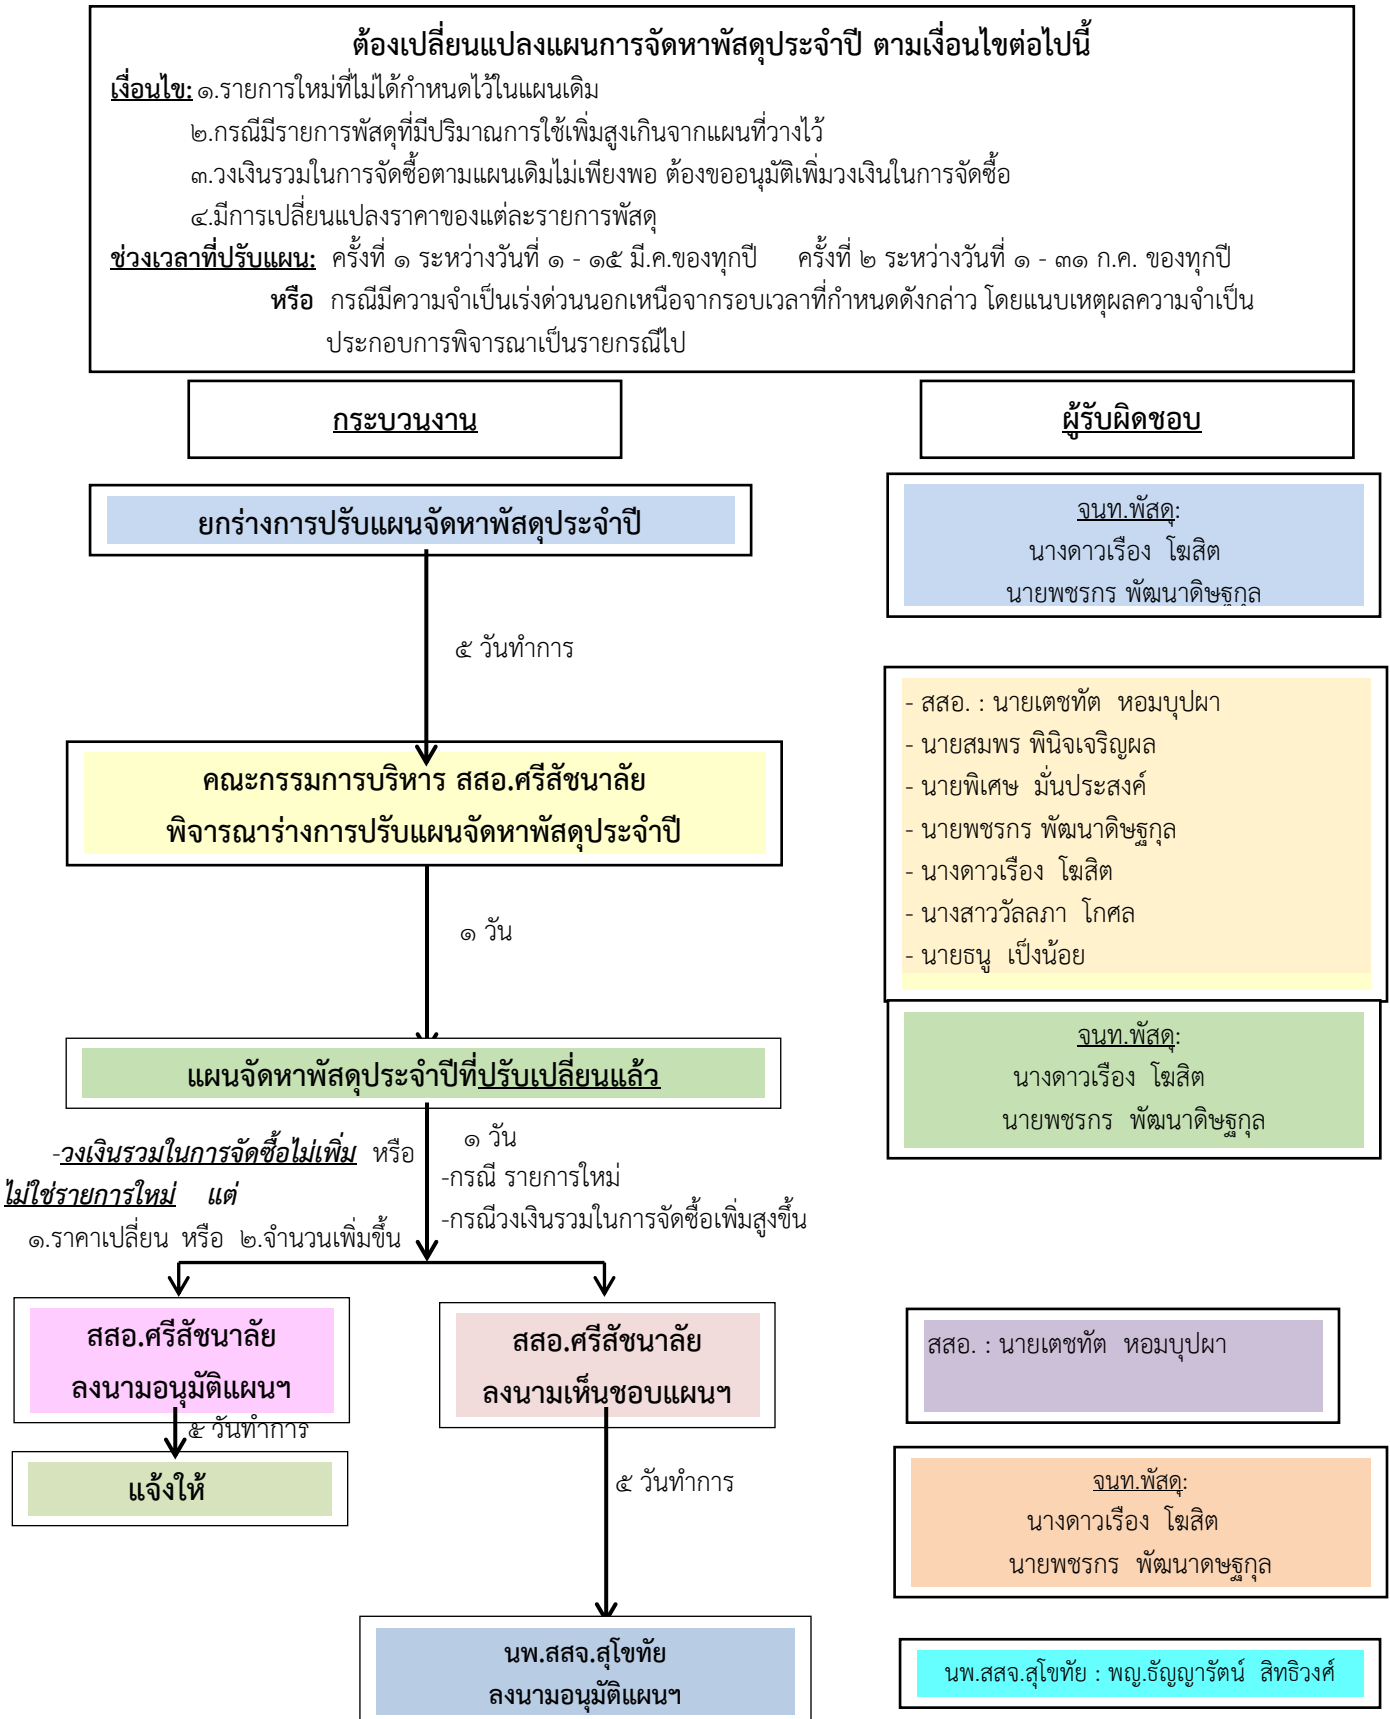 ต้องเปลี่ยนแปลงแผนการจัดหาพัสดุประจำปี ตามเงื่อนไขต่อไปนี้
เงื่อนไข: ๑.รายการใหม่ที่ไม่ได้กำหนดไว้ในแผนเดิม
๒.กรณีมีรายการพัสดุที่มีปริมาณการใช้เพิ่มสูงเกินจากแผนที่วางไว้
๓.วงเงินรวมในการจัดซื้อตามแผนเดิมไม่เพียงพอ ต้องขออนุมัติเพิ่มวงเงินในการจัดซื้อ
๔.มีการเปลี่ยนแปลงราคาของแต่ละรายการพัสดุ
ช่วงเวลาที่ปรับแผน: ครั้งที่ ๑ ระหว่างวันที่ ๑ - ๑๕ มี.ค.ของทุกปี ครั้งที่ ๒ ระหว่างวันที่ ๑ - ๓๑ ก.ค. ของทุกปี
หรือ กรณีมีความจำเป็นเร่งด่วนนอกเหนือจากรอบเวลาที่กำหนดดังกล่าว โดยแนบเหตุผลความจำเป็น
ประกอบการพิจารณาเป็นรายกรณีไป
กระบวนงาน
ผู้รับผิดชอบ
ยกร่างการปรับแผนจัดหาพัสดุประจำปี
จนท.พัสดุ:
นางดาวเรือง โฆสิต
นายพชรกร พัฒนาดิษฐกุล
๕ วันทำการ
คณะกรรมการบริหาร สสอ.ศรีสัชนาลัย
พิจารณาร่างการปรับแผนจัดหาพัสดุประจำปี
- สสอ. : นายเตชทัต หอมบุปผา
- นายสมพร พินิจเจริญผล
- นายพิเศษ มั่นประสงค์
- นายพชรกร พัฒนาดิษฐกุล
- นางดาวเรือง โฆสิต
- นางสาววัลลภา โกศล
- นายธนู เป็งน้อย
๑ วัน
แผนจัดหาพัสดุประจำปีที่ปรับเปลี่ยนแล้ว
จนท.พัสดุ:
นางดาวเรือง โฆสิต
นายพชรกร พัฒนาดิษฐกุล
-วงเงินรวมในการจัดซื้อไม่เพิ่ม หรือ
ไม่ใช่รายการใหม่ แต่
๑.ราคาเปลี่ยน หรือ ๒.จำนวนเพิ่มขึ้น
๑ วัน
-กรณี รายการใหม่
-กรณีวงเงินรวมในการจัดซื้อเพิ่มสูงขึ้น
สสอ.ศรีสัชนาลัย
ลงนามอนุมัติแผนฯ
สสอ.ศรีสัชนาลัย
ลงนามเห็นชอบแผนฯ
สสอ. : นายเตชทัต หอมบุปผา
๕ วันทำการ
แจ้งให้
๕ วันทำการ
จนท.พัสดุ:
นางดาวเรือง โฆสิต
นายพชรกร พัฒนาดษฐกุล
นพ.สสจ.สุโขทัย
ลงนามอนุมัติแผนฯ
นพ.สสจ.สุโขทัย : พญ.ธัญญารัตน์ สิทธิวงศ์